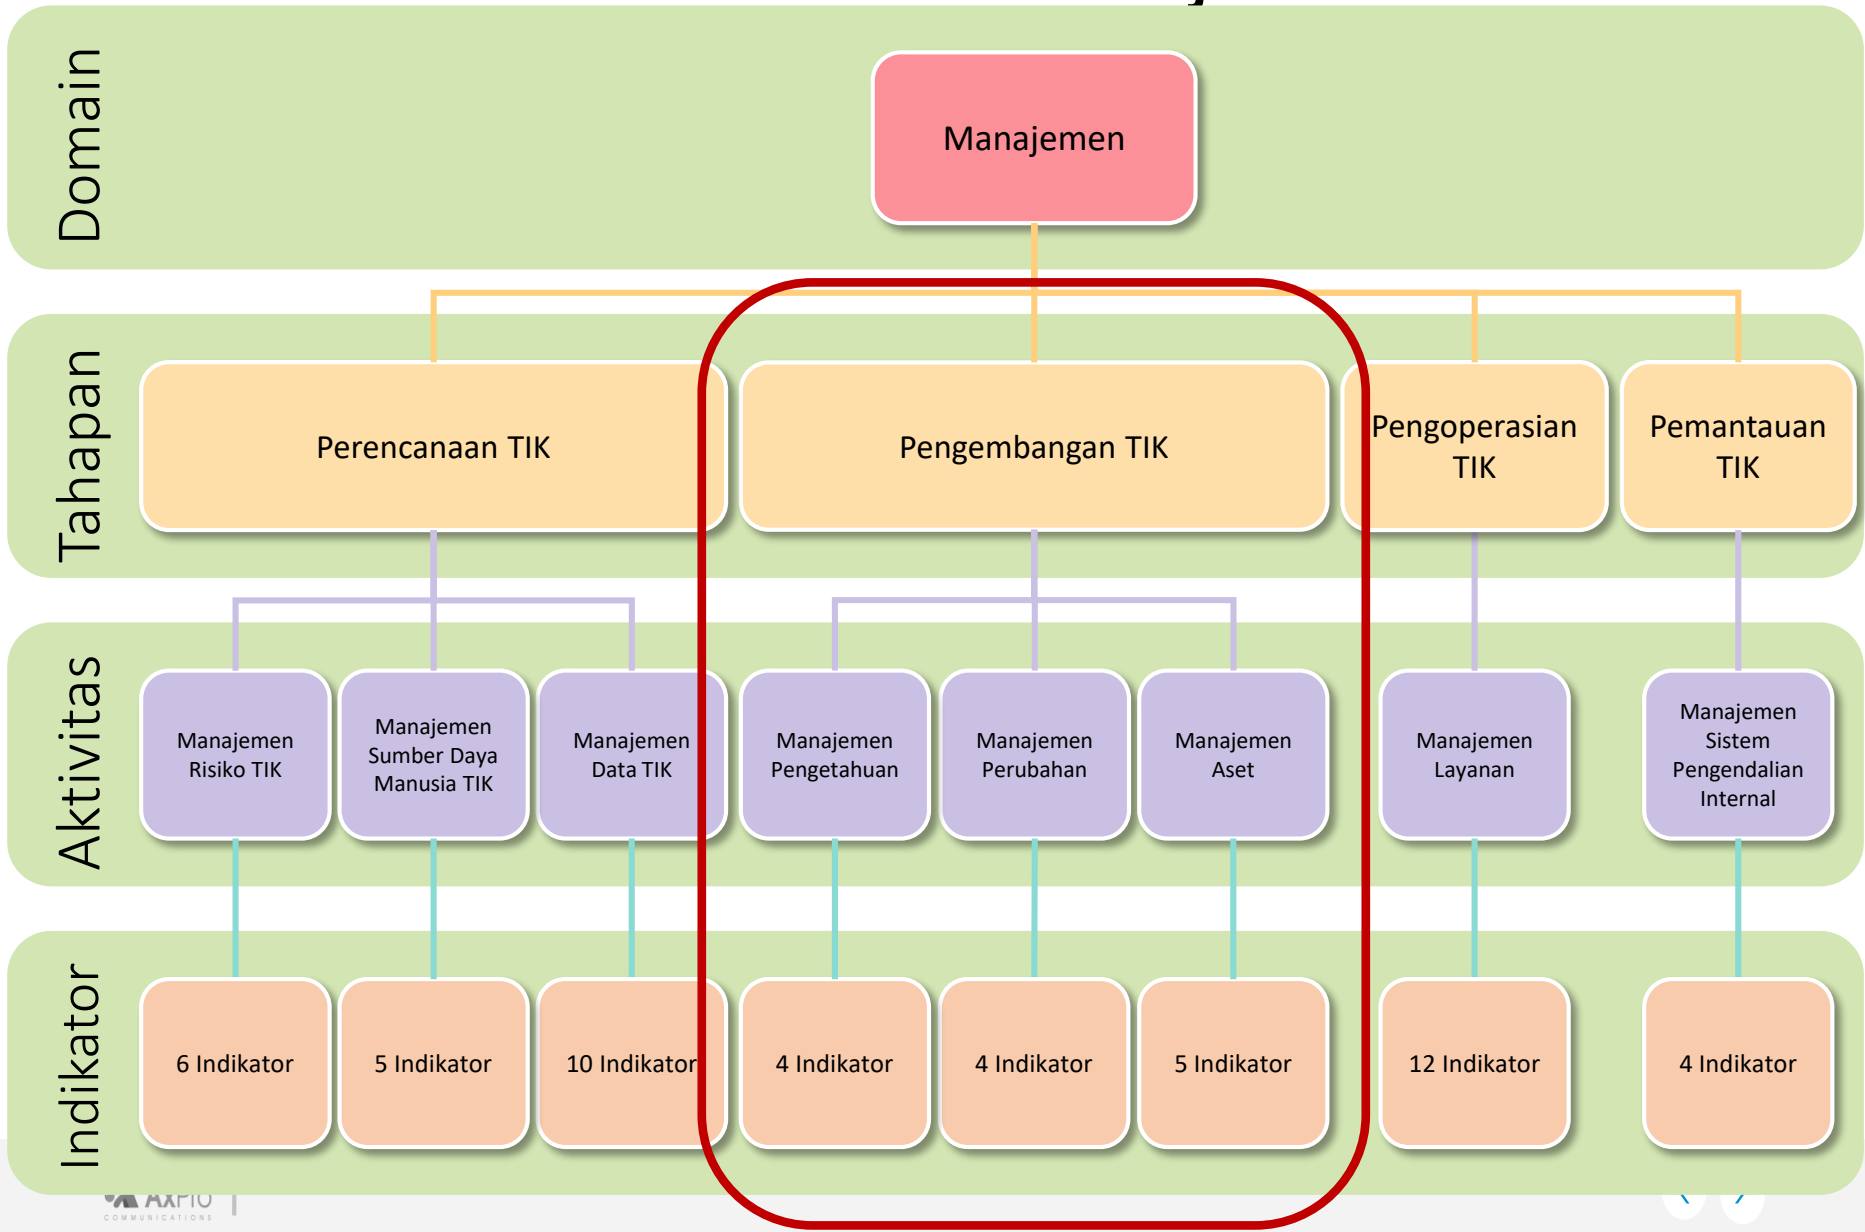 Domain
Manajemen
Tahapan
Perencanaan TIK
Pengembangan TIK
Pengoperasian
TIK
Pemantauan
TIK
Aktivitas
Manajemen
Risiko TIK
Manajemen
Sumber Daya
Manusia TIK
Manajemen
Data TIK
Manajemen
Pengetahuan
Manajemen
Perubahan
Manajemen
Aset
Manajemen
Layanan
Manajemen
Sistem
Pengendalian
Internal
Indikator
6 Indikator
5 Indikator
10 Indikator
4 Indikator
4 Indikator
5 Indikator
12 Indikator
4 Indikator
COMMUNICATIONS